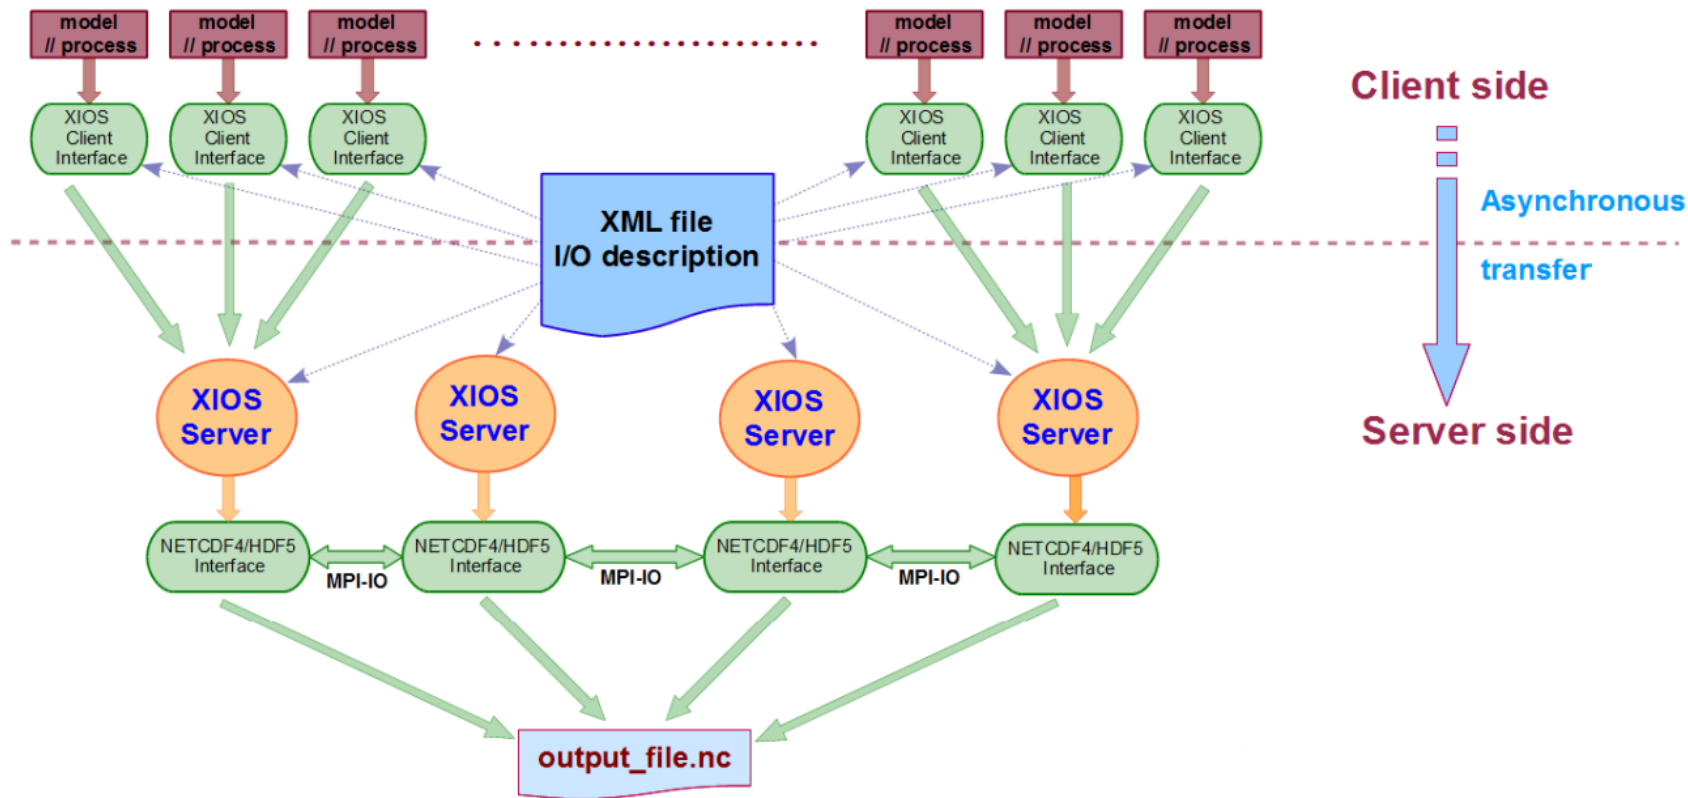 model
// process
model
// process
model
// process
model
// process
model
// process
model
// process
XIOS
Client
Interface
XIOS
Client
Interface
XIOS
Client
Interface
XIOS
Client
Interface
XIOS
Client
Interface
XIOS
Client
Interface
Client side
XML file
I/O description
Asynchronous
transfer
XIOS
Server
XIOS
Server
XIOS
Server
XIOS
Server
Server side
NETCDF4/HDF5
Interface
MPI-IO
NETCDF4/HDF5
Interface
MPI-IO
NETCDF4/HDF5
Interface
MPI-IO
NETCDF4/HDF5
Interface
output_file.nc